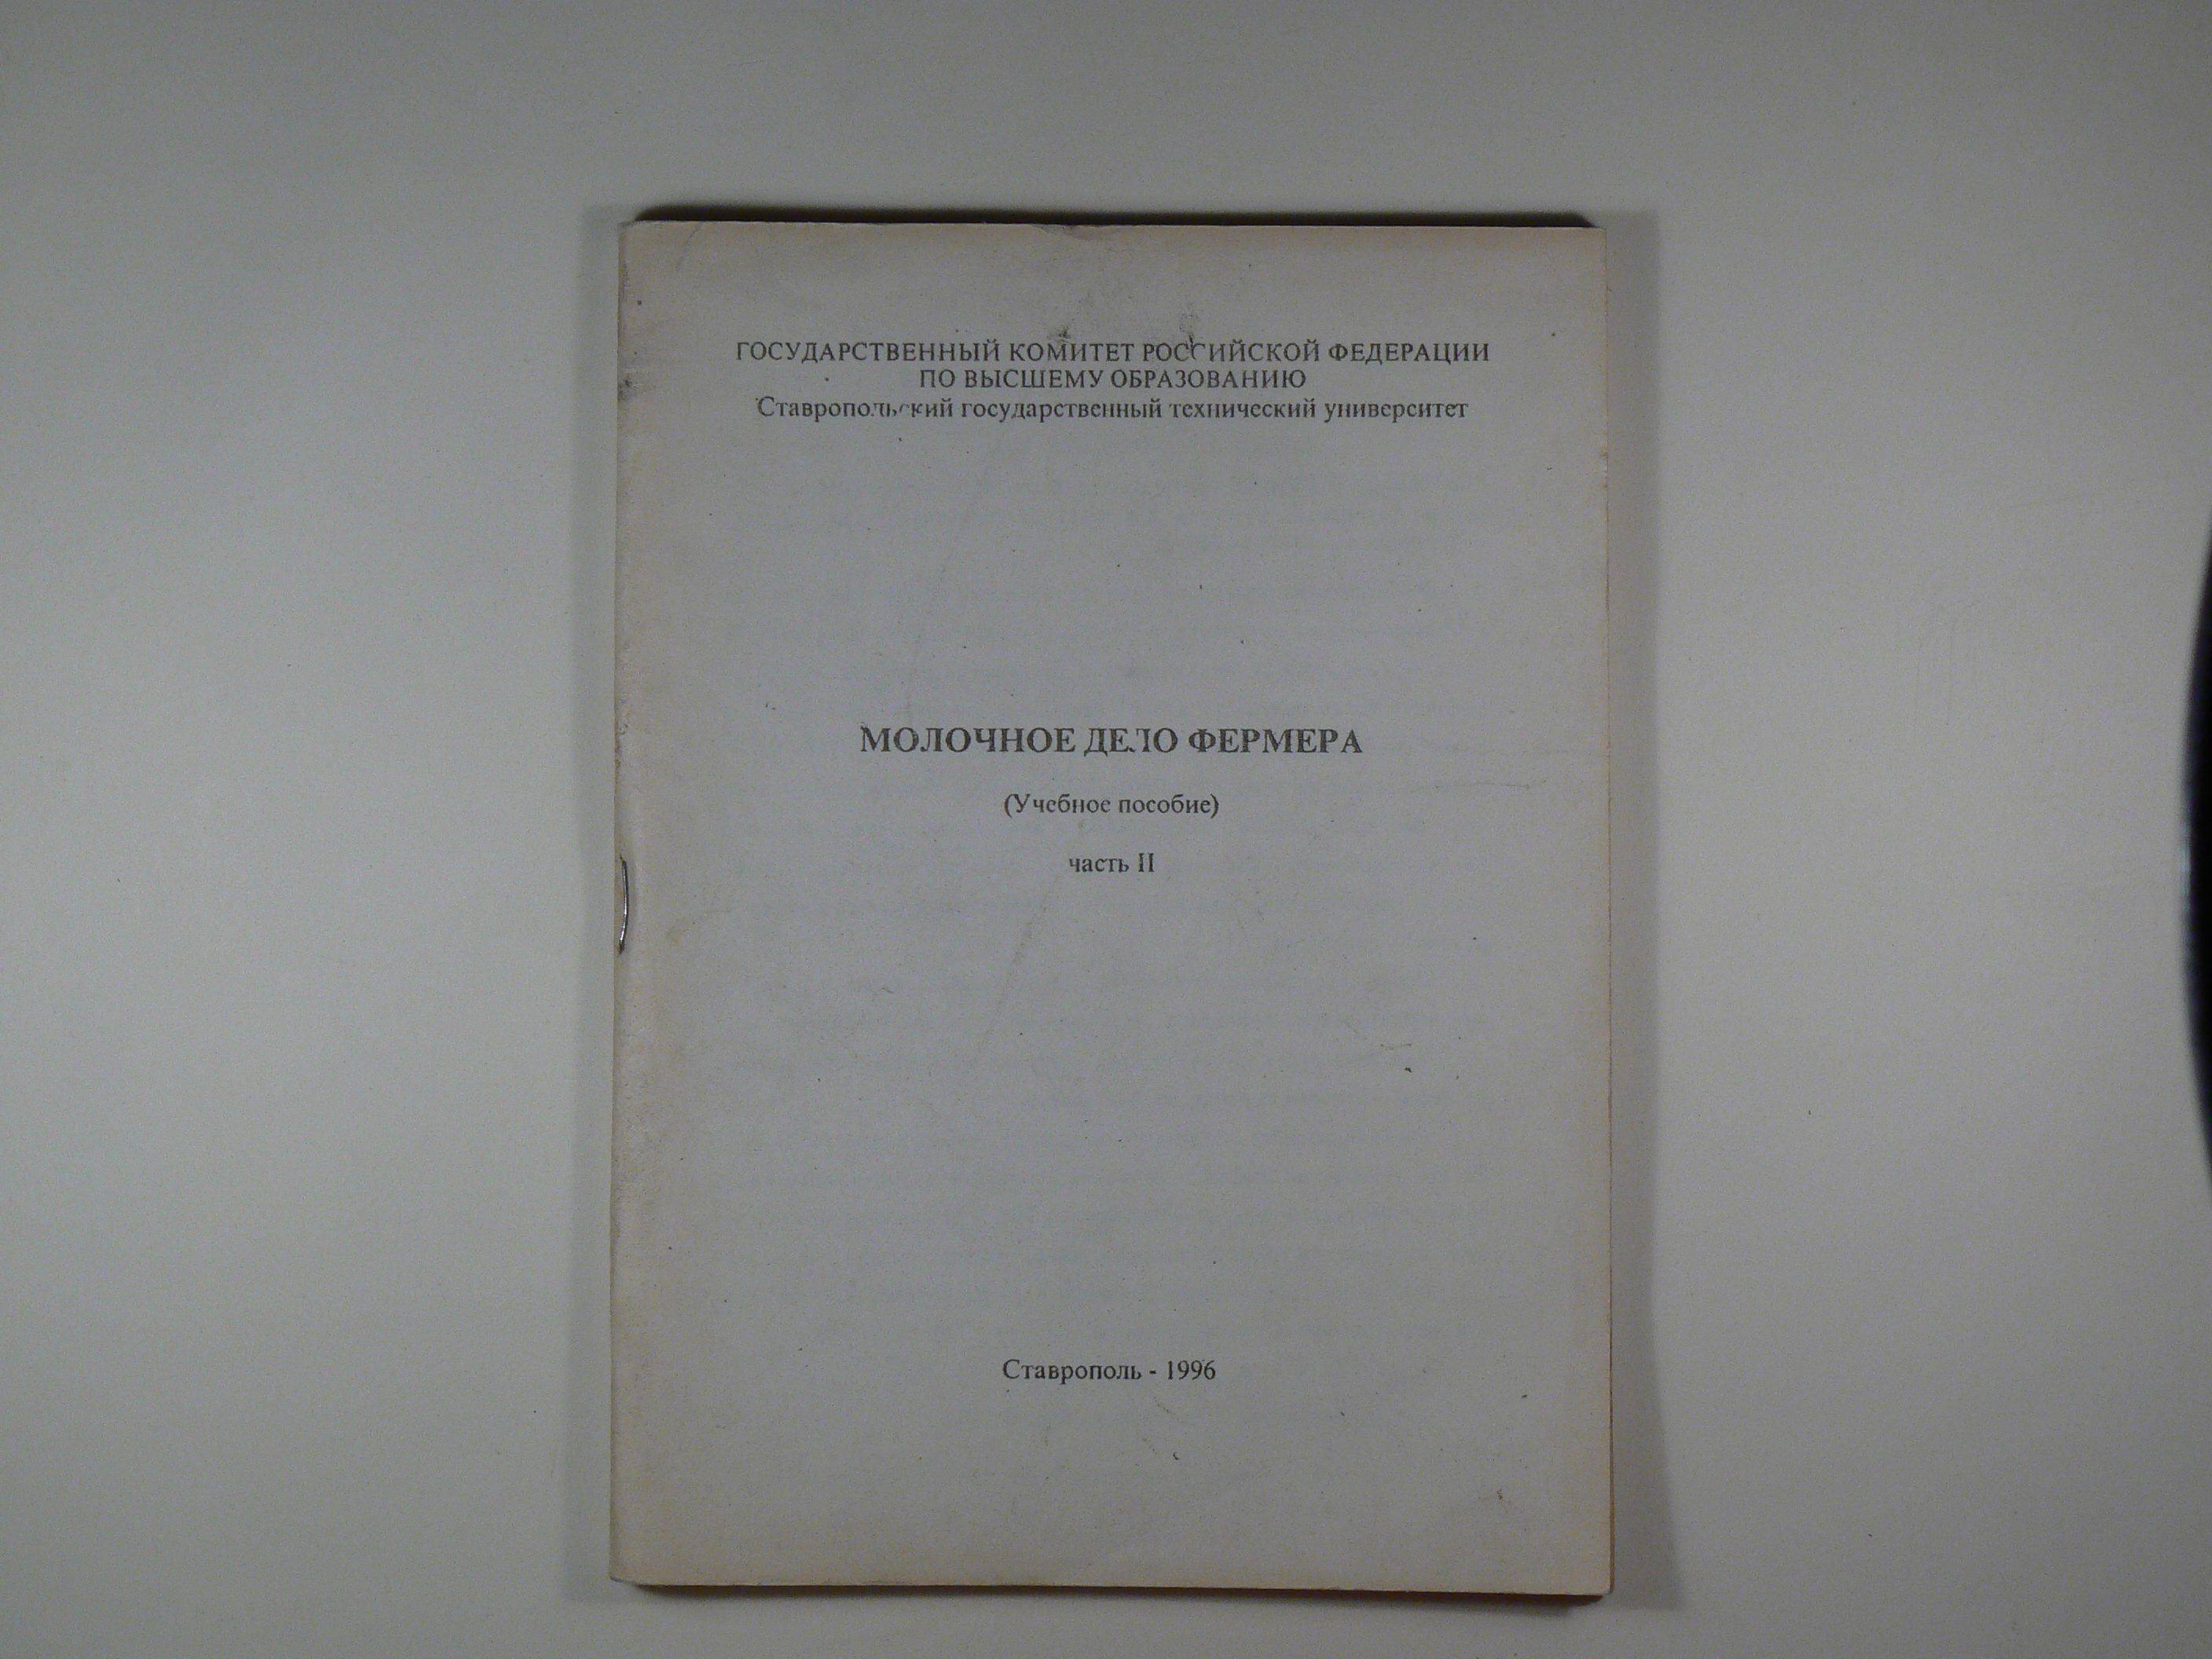 ГОСУДАРСТВЕННЫЙ КОМИТЕТ РОССИЙСКОЙ ФЕДЕРАЦИИ
ПО ВЫСШЕМУ ОБРАЗОВАНИЮ
Ставропольский государственный технический университет
МОЛОЧНОЕ ДЕЛО ФЕРМЕРА
(Учебное пособие)
часть II
Ставрополь - 1996